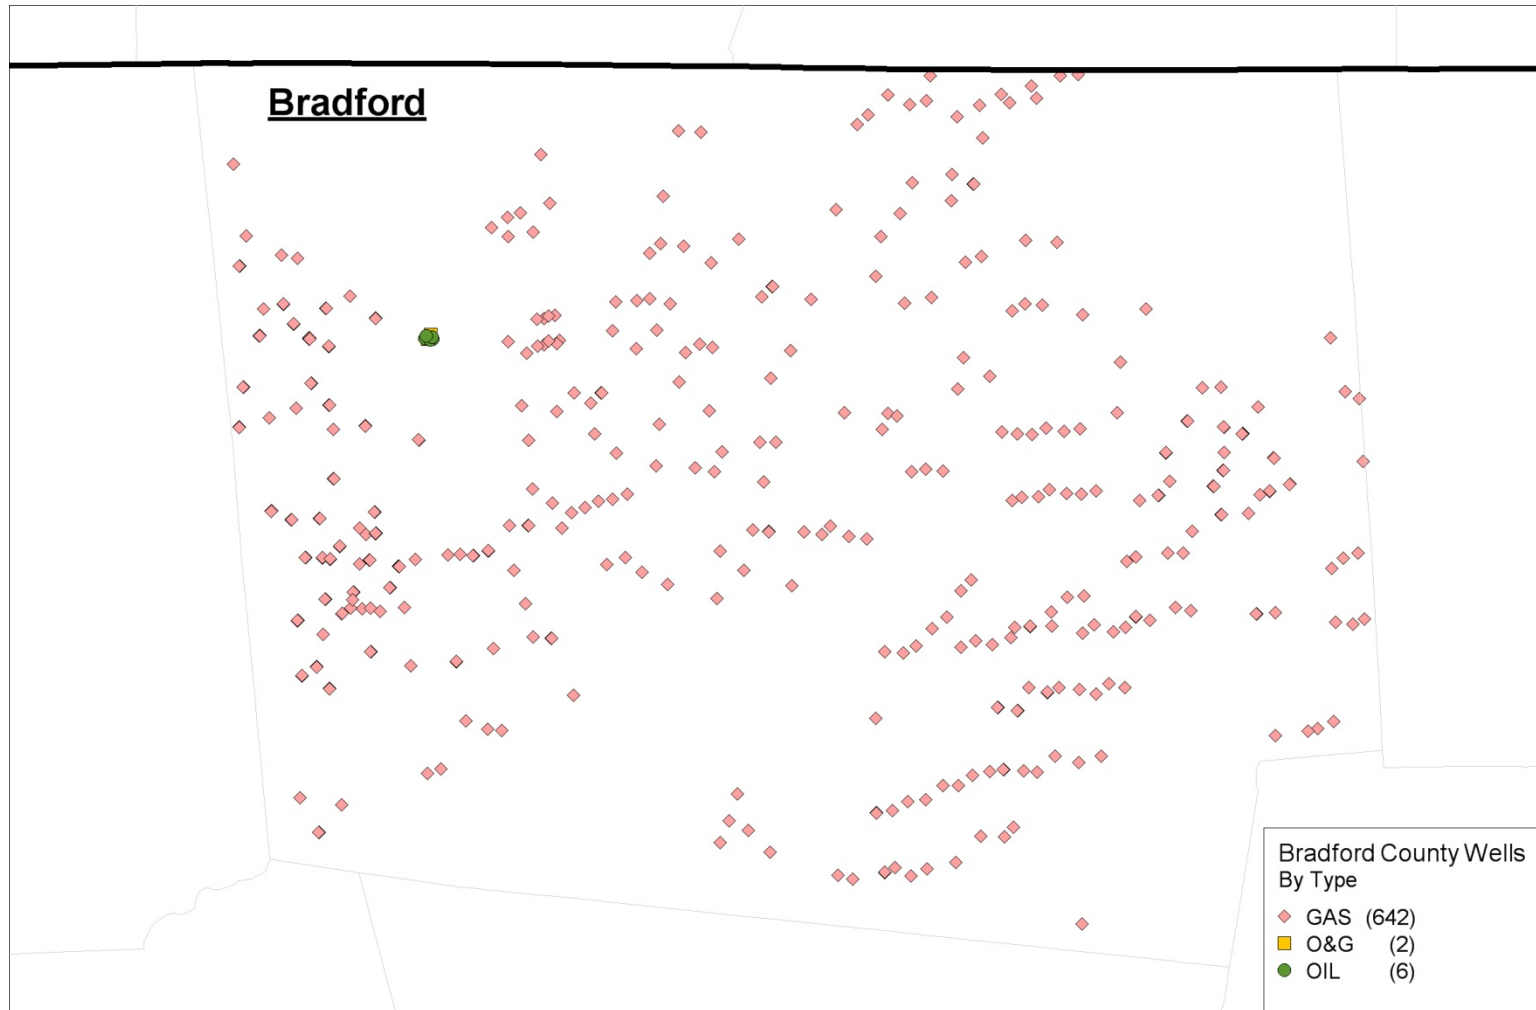 Bradford
Bradford County Wells
By Type
GAS (642)
O&G (2)
OIL (6)